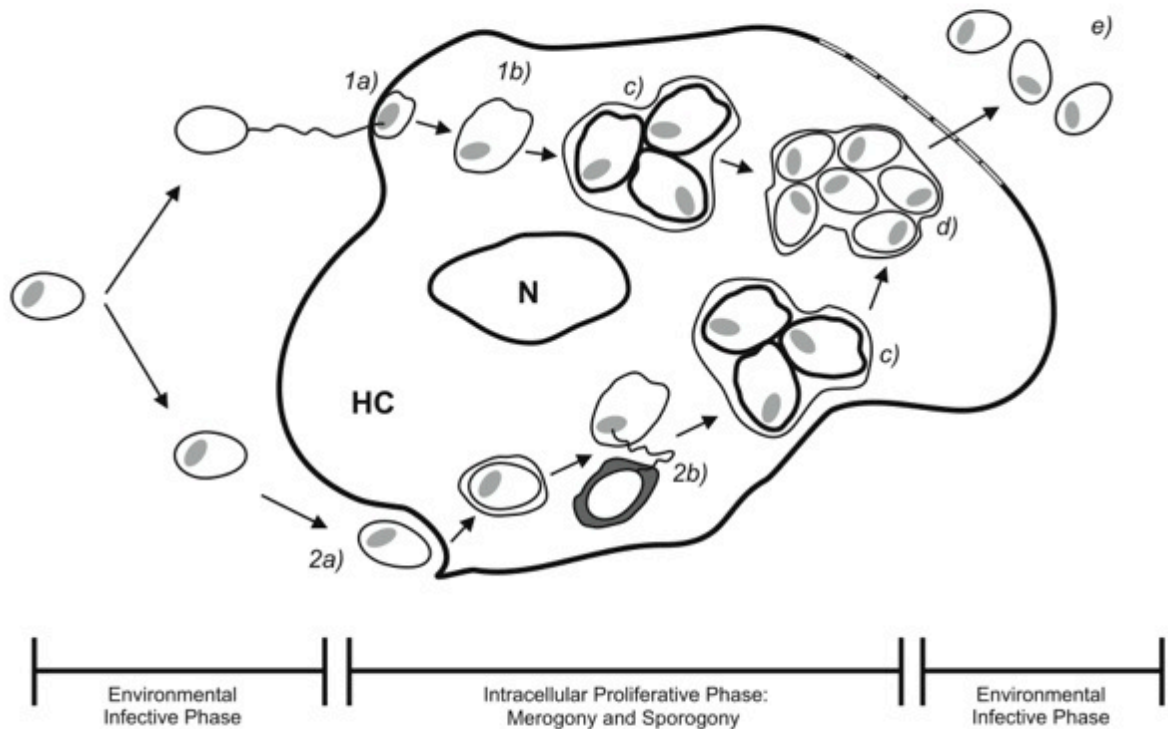 e)
1a)
1b)
c)
d)
N
c)
HC
2b)
2a)
Environmental
Infective Phase
Intracellular Proliferative Phase:
Merogony and Sporogony
Environmental
Infective Phase